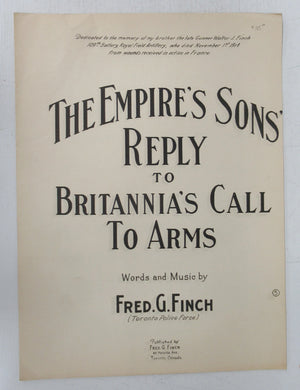 Dedicated to the memory of my brother the late Gunner Walter J. Finch
109th Battery, Royal Field Artillery, who died November 1st 1914
from wounds received in action in France.
THE EMPIRE'S SONS'
REPLY
TO
BRITANNIA'S CALL
TO ARMS
Words and Music by
FRED. G. FINCH
(Toronto Police Force)
Published by
FRED. G. FINCH
Toronto, Canada.